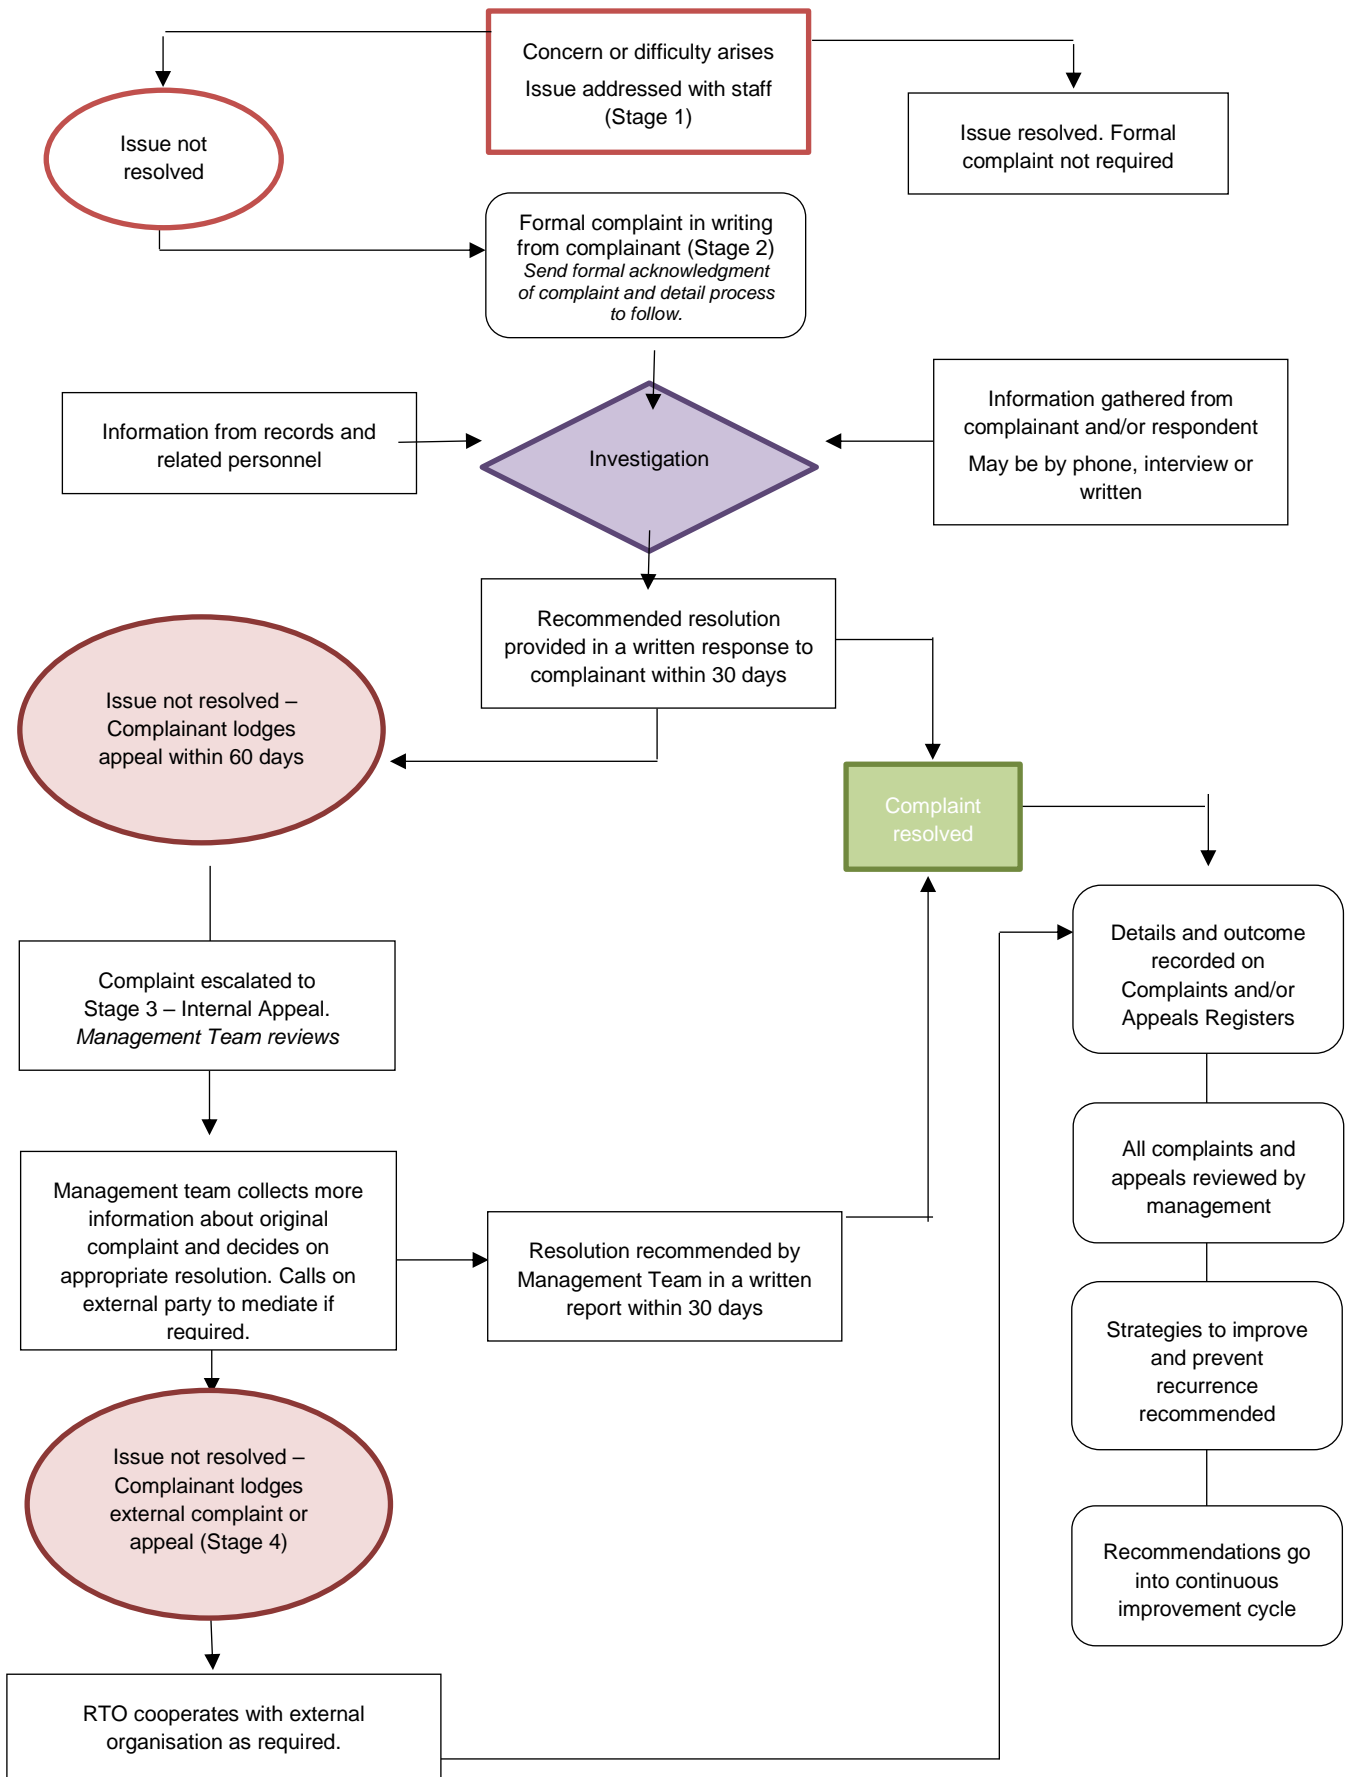 Concern or difficulty arises
Issue addressed with staff
(Stage 1)
Issue not
resolved
Issue resolved. Formal
complaint not required
Formal complaint in writing
from complainant (Stage 2)
Send formal acknowledgment
of complaint and detail process
to follow.
Information from records and
related personnel
Investigation
Information gathered from
complainant and/or respondent
May be by phone, interview or
written
Recommended resolution
provided in a written response to
complainant within 30 days
Issue not resolved –
Complainant lodges
appeal within 60 days
Complaint
resolved
Complaint escalated to
Stage 3 – Internal Appeal.
Management Team reviews
Details and outcome
recorded on
Complaints and/or
Appeals Registers
Management team collects more
information about original
complaint and decides on
appropriate resolution. Calls on
external party to mediate if
required.
Resolution recommended by
Management Team in a written
report within 30 days
All complaints and
appeals reviewed by
management
Strategies to improve
and prevent
recurrence
recommended
Issue not resolved –
Complainant lodges
external complaint or
appeal (Stage 4)
Recommendations go
into continuous
improvement cycle
RTO cooperates with external
organisation as required.